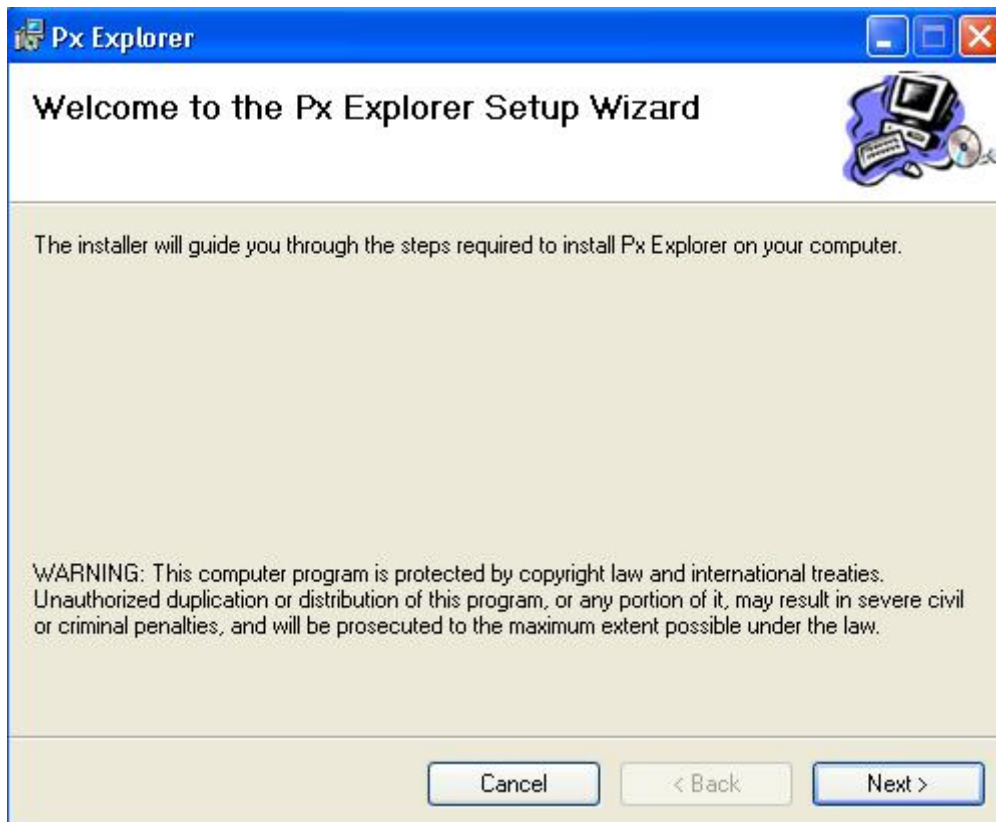 Px Explorer
Welcome to the Px Explorer Setup Wizard
The installer will guide you through the steps required to install Px Explorer on your computer.
WARNING: This computer program is protected by copyright law and international treaties.
Unauthorized duplication or distribution of this program, or any portion of it, may result in severe civil
or criminal penalties, and will be prosecuted to the maximum extent possible under the law.
Cancel
< Back
Next >